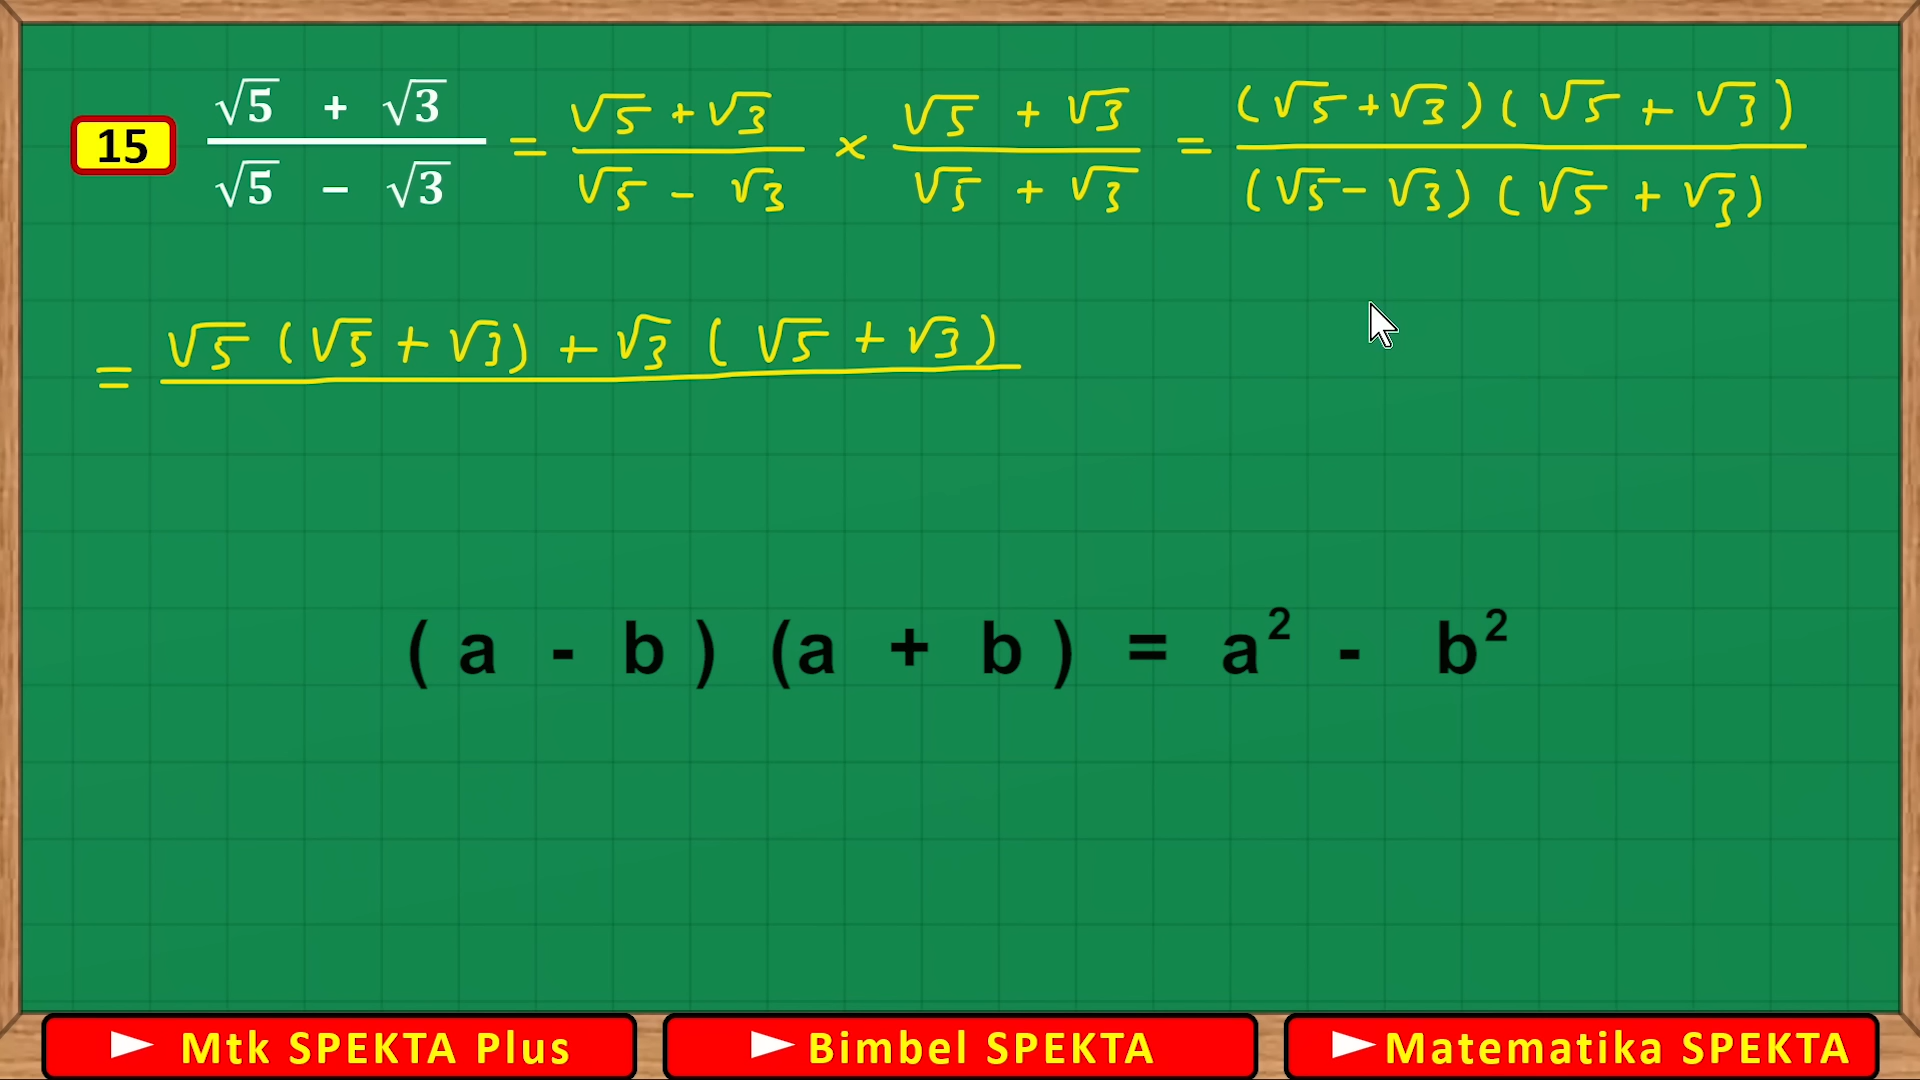 15 (√5 + √3)/(√5 − √3) = (√5 + √3)/(√5 − √3) × (√5 + √3)/(√5 + √3) = ((√5 + √3)(√5 + √3))/((√5 − √3)(√5 + √3))
= √5 (√5 + √3) + √3 (√5 + √3)
( a - b ) (a + b ) = a² - b²
Mtk SPEKTA Plus
Bimbel SPEKTA
Matematika SPEKTA